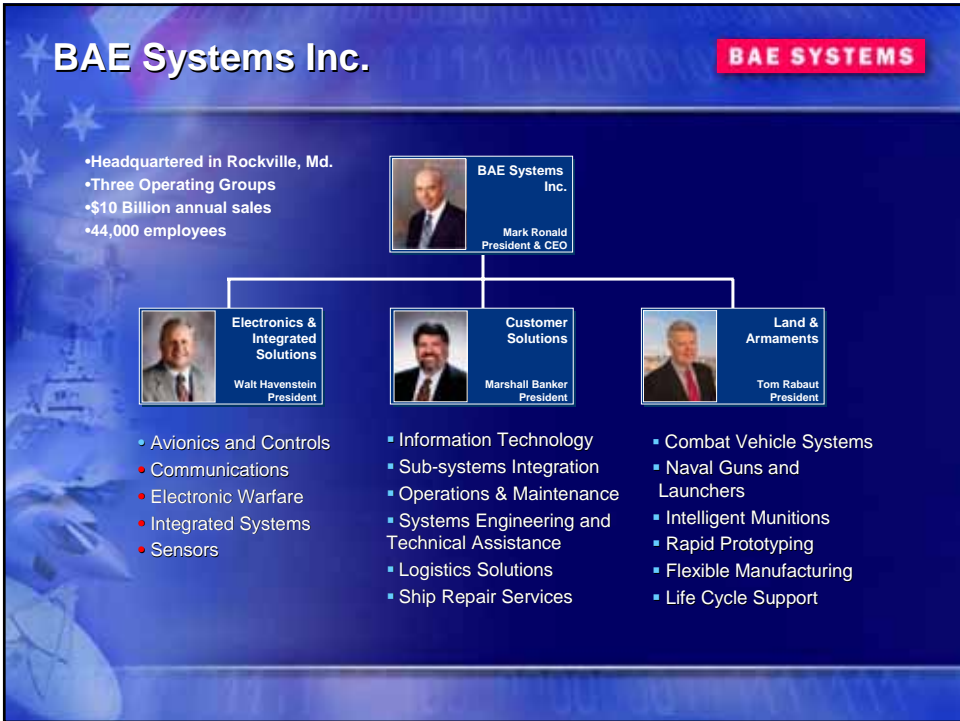 BAE Systems Inc.
BAE SYSTEMS
•Headquartered in Rockville, Md.
•Three Operating Groups
•$10 Billion annual sales
•44,000 employees
BAE Systems
Inc.
Mark Ronald
President & CEO
Electronics &
Integrated
Solutions
Walt Havenstein
President
Customer
Solutions
Marshall Banker
President
Land &
Armaments
Tom Rabaut
President
• Avionics and Controls
• Communications
• Electronic Warfare
• Integrated Systems
• Sensors
▪ Information Technology
▪ Sub-systems Integration
▪ Operations & Maintenance
▪ Systems Engineering and
Technical Assistance
▪ Logistics Solutions
▪ Ship Repair Services
▪ Combat Vehicle Systems
▪ Naval Guns and
Launchers
▪ Intelligent Munitions
▪ Rapid Prototyping
▪ Flexible Manufacturing
▪ Life Cycle Support